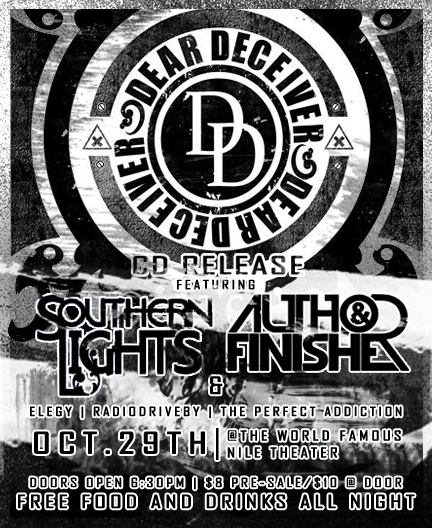 DEAR DECEIVER
DEAR DECEIVER
DD
CD RELEASE
FEATURING
SOUTHERN LIGHTS
AUTHOR & FINISHER
&
ELEGY | RADIODRIVEBY | THE PERFECT ADDICTION
OCT.29TH | @THE WORLD FAMOUS
NILE THEATER
DOORS OPEN 6:30PM | $8 PRE-SALE/$10 @ DOOR
FREE FOOD AND DRINKS ALL NIGHT